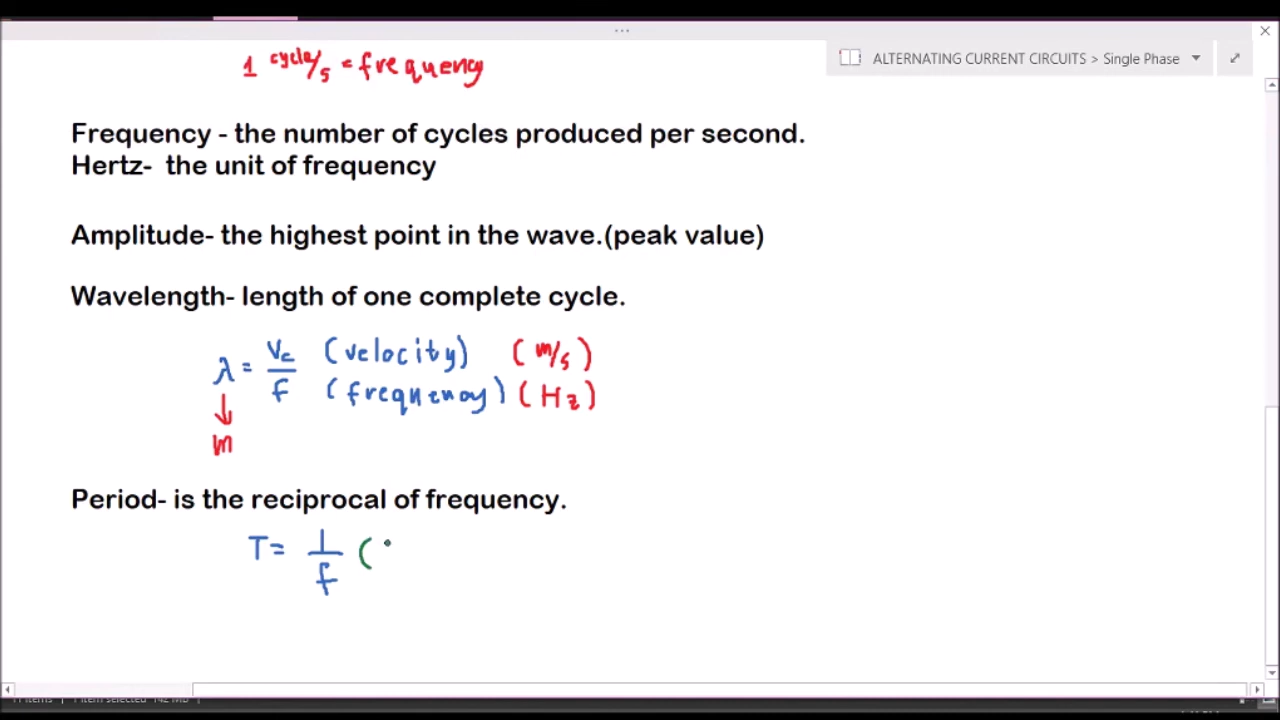 1 cycle/s = frequency
ALTERNATING CURRENT CIRCUITS > Single Phase
Frequency - the number of cycles produced per second.
Hertz- the unit of frequency
Amplitude- the highest point in the wave.(peak value)
Wavelength- length of one complete cycle.
λ = Vc/f (velocity) (m/s)
(frequency) (Hz)
m
Period- is the reciprocal of frequency.
T = 1/f (